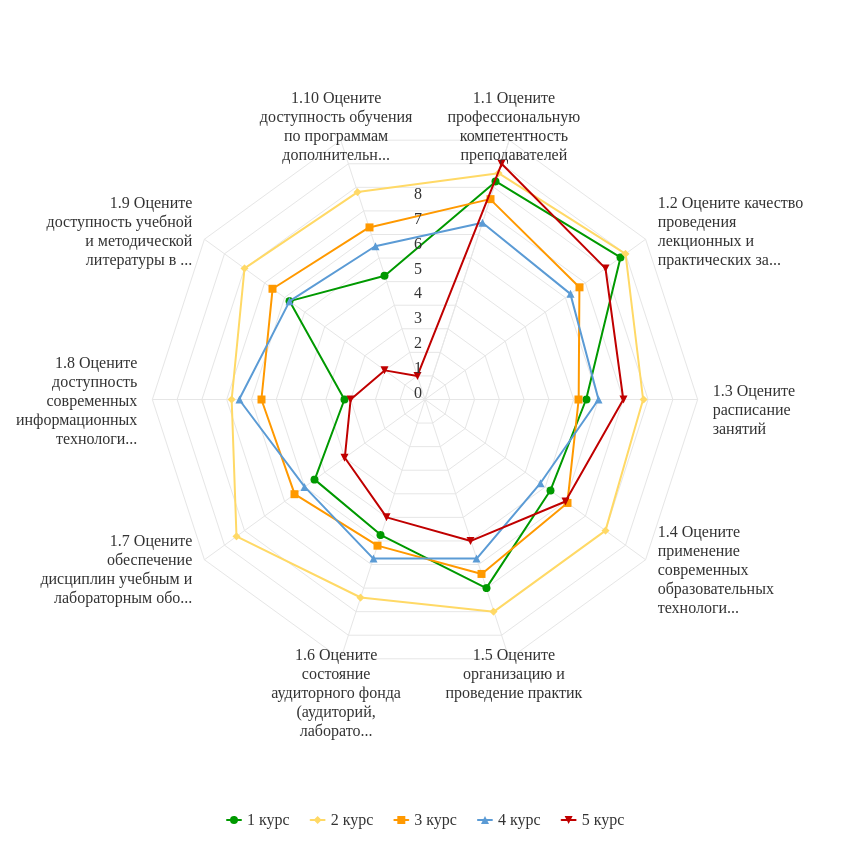 1.10 Оцените
доступность обучения
по программам
дополнительн...
1.1 Оцените
профессиональную
компетентность
преподавателей
1.9 Оцените
доступность учебной
и методической
литературы в ...
1.2 Оцените качество
проведения
лекционных и
практических за...
8
7
6
5
4
3
2
1
0
1.8 Оцените
доступность
современных
информационных
технологи...
1.3 Оцените
расписание
занятий
1.7 Оцените
обеспечение
дисциплин учебным и
лабораторным обо...
1.4 Оцените
применение
современных
образовательных
технологи...
1.6 Оцените
состояние
аудиторного фонда
(аудиторий,
лаборато...
1.5 Оцените
организацию и
проведение практик
1 курс 2 курс 3 курс 4 курс 5 курс